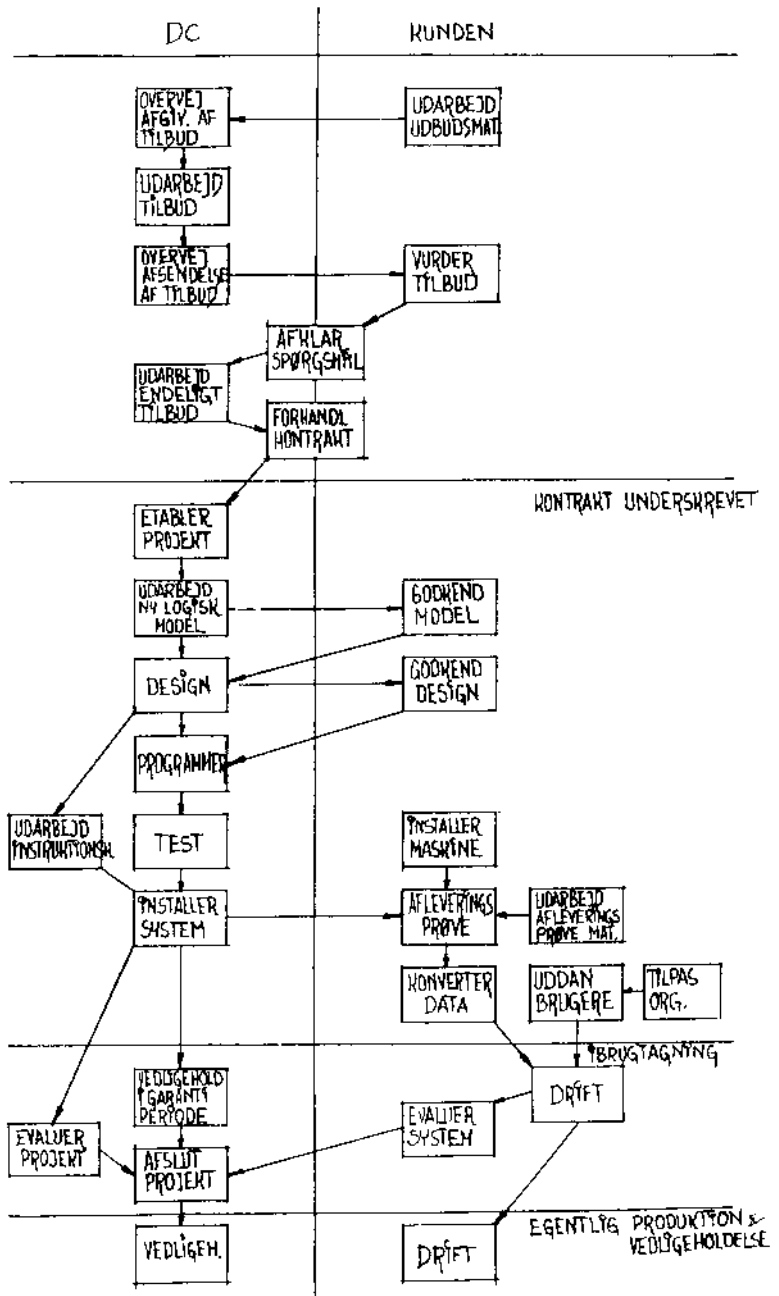 DC
KUNDEN
OVERVEJ
AFGIV. AF
TILBUD
UDARBEJD
UDBUDSMAT.
UDARBEJD
TILBUD
OVERVEJ
AFSENDELSE
AF TILBUD
VURDER
TILBUD
AFKLAR
SPØRGSMÅL
UDARBEJD
ENDELIGT
TILBUD
FORHANDL
KONTRAKT
KONTRAKT UNDERSKREVET
ETABLER
PROJEKT
UDARBEJD
NY LOGISK
MODEL
GODKEND
MODEL
DESIGN
GODKEND
DESIGN
PROGRAMMER
UDARBEJD
INSTRUKTIONSH.
TEST
INSTALLER
MASKINE
INSTALLER
SYSTEM
AFLEVERINGS
PRØVE
UDARBEJD
AFLEVERINGS
PRØVE MAT.
KONVERTER
DATA
UDDAN
BRUGERE
TILPAS
ORG.
IBRUGTAGNING
VEDLIGEHOLD
I GARANTI
PERIODE
DRIFT
EVALUER
SYSTEM
EVALUER
PROJEKT
AFSLUT
PROJEKT
EGENTLIG PRODUKTION &
VEDLIGEHOLDELSE
VEDLIGEH.
DRIFT